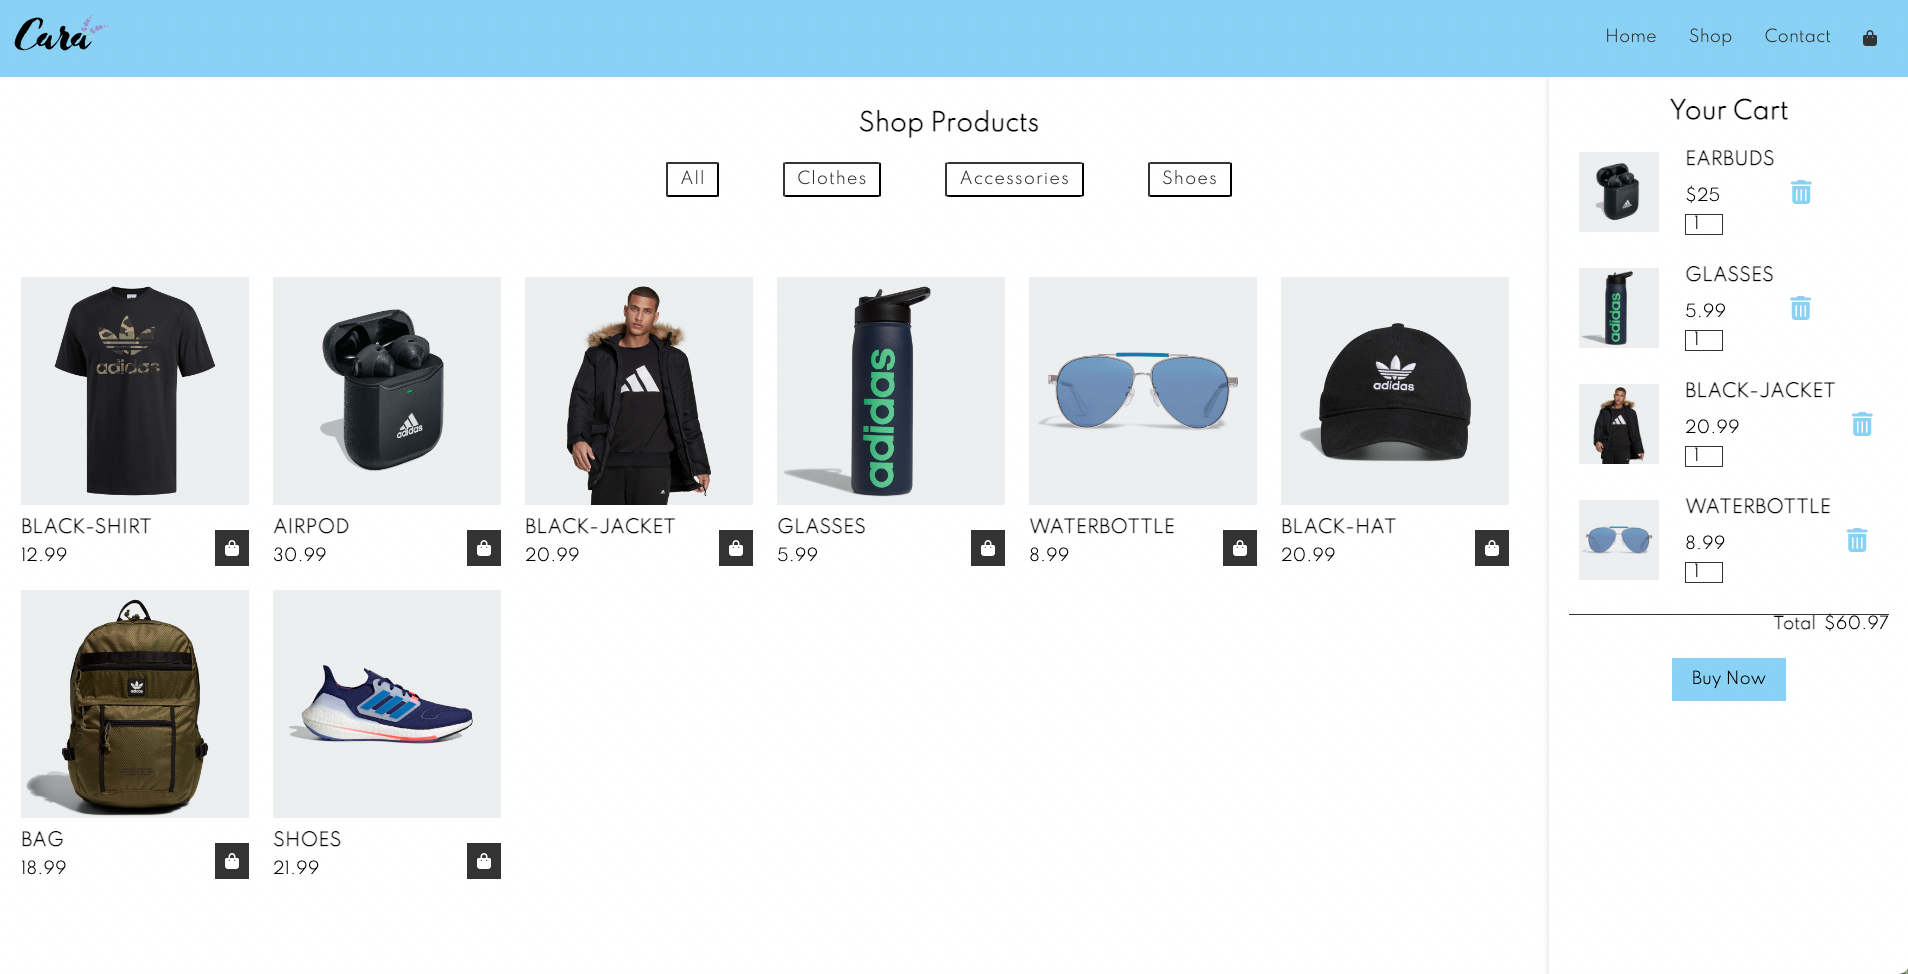 Cara
Home Shop Contact
Shop Products
All Clothes Accessories Shoes
adidas
adidas
adidas
adidas
BLACK-SHIRT
12.99
AIRPOD
30.99
BLACK-JACKET
20.99
GLASSES
5.99
WATERBOTTLE
8.99
BLACK-HAT
20.99
adidas
BAG
18.99
SHOES
21.99
Your Cart
EARBUDS
$25
1
adidas
GLASSES
5.99
1
BLACK-JACKET
20.99
1
WATERBOTTLE
8.99
1
Total $60.97
Buy Now